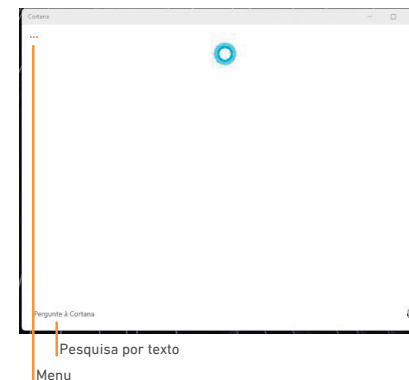 Cortana
...
Pergunte à Cortana
Pesquisa por texto
Menu